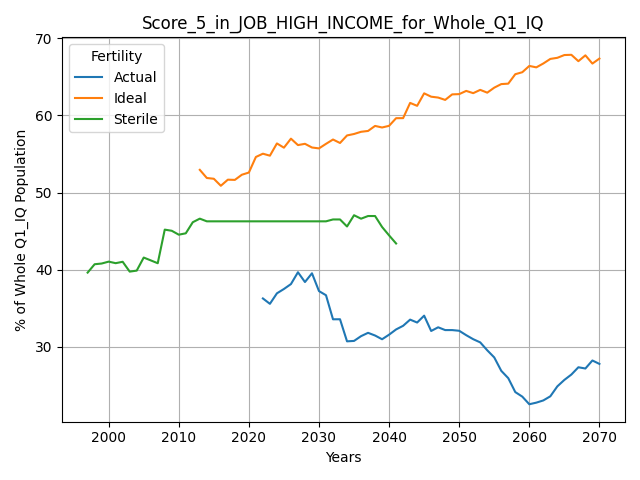 Score_5_in_JOB_HIGH_INCOME_for_Whole_Q1_IQ
70
60
50
40
30
% of Whole Q1_IQ Population
Fertility
Actual
Ideal
Sterile
2000 2010 2020 2030 2040 2050 2060 2070
Years